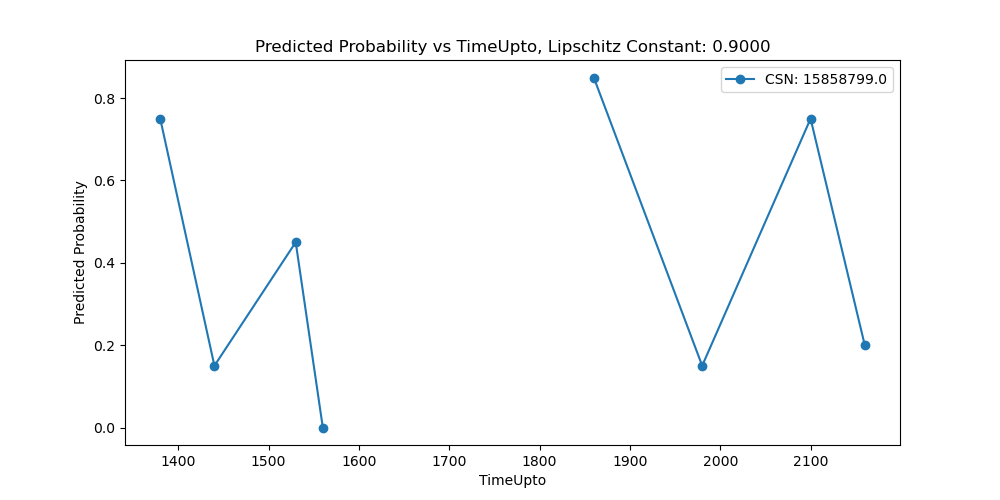 Predicted Probability vs TimeUpto, Lipschitz Constant: 0.9000
CSN: 15858799.0
Predicted Probability
0.8
0.6
0.4
0.2
0.0
1400 1500 1600 1700 1800 1900 2000 2100
TimeUpto